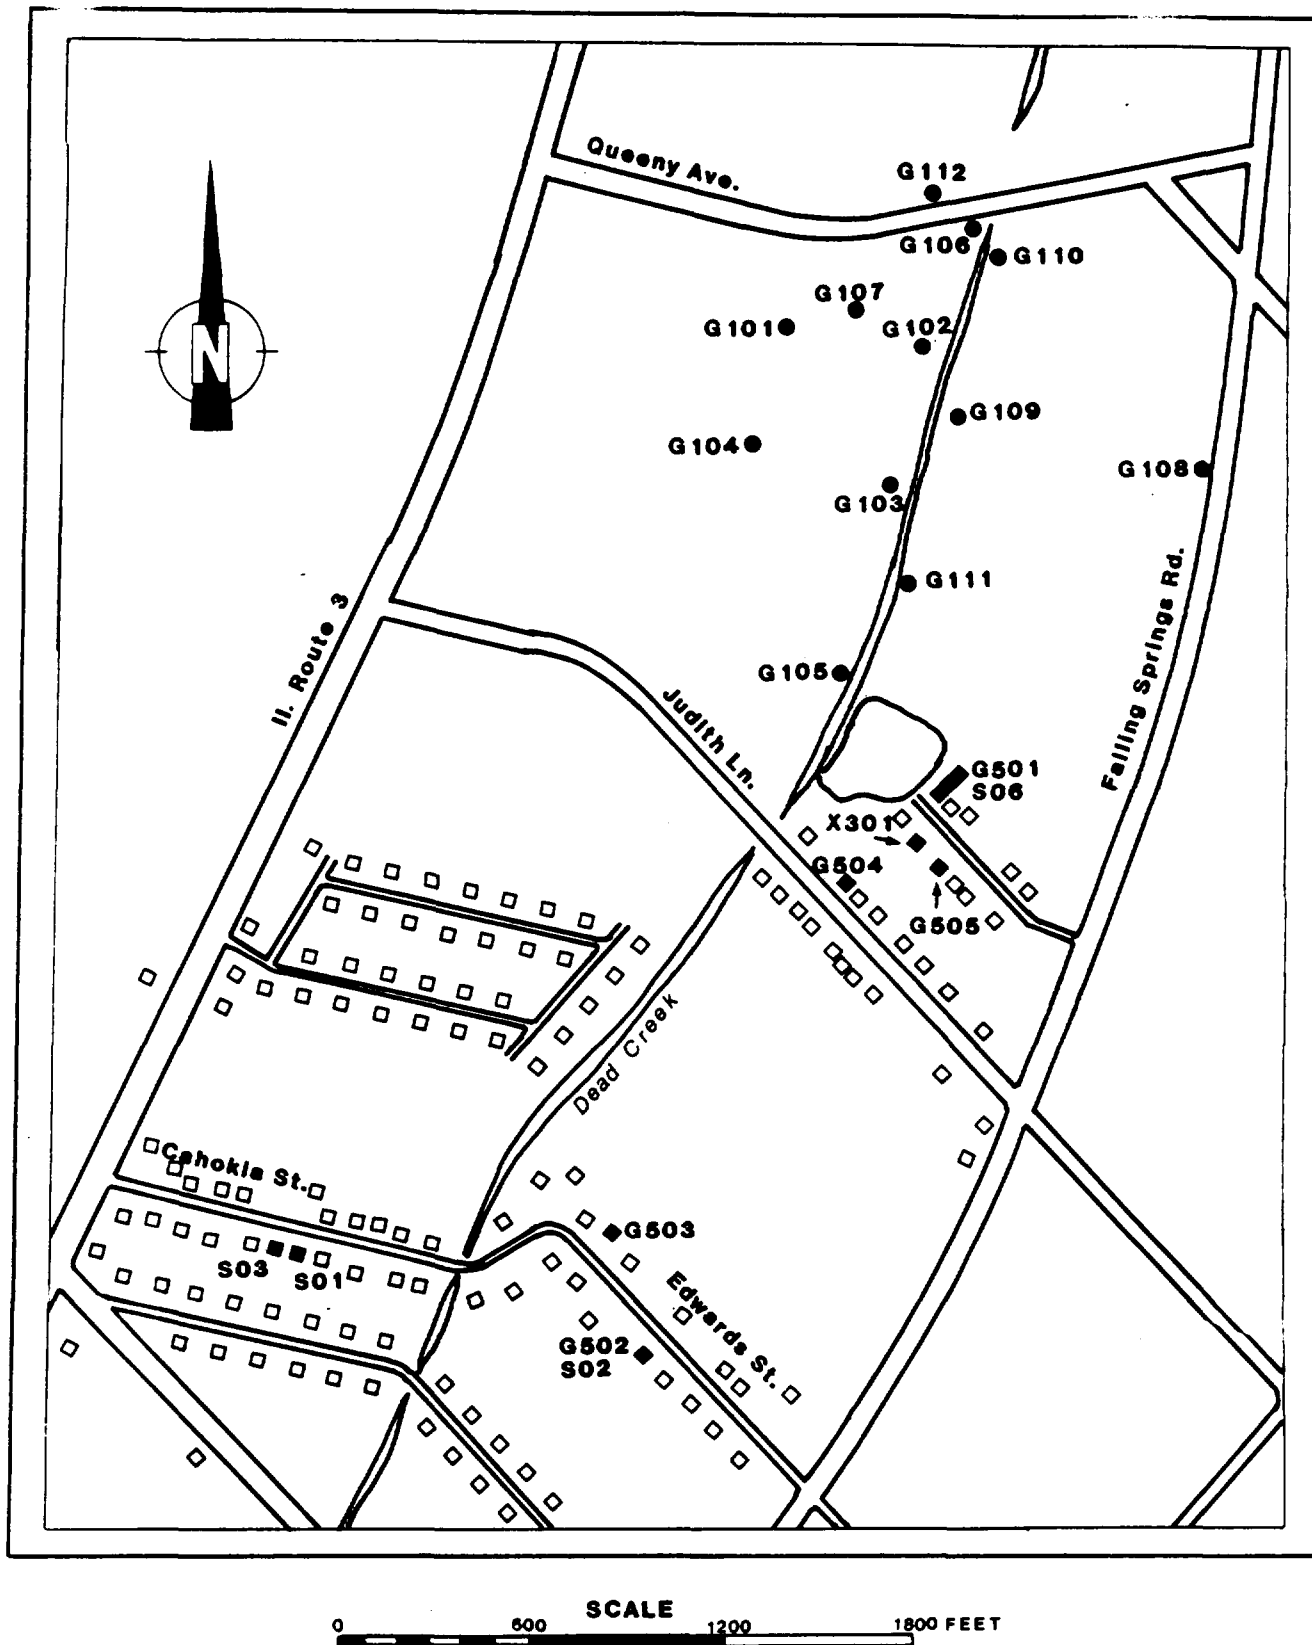 Queeny Ave.
G112
G106
G110
G107
G101
G102
N
G109
G104
G108
G103
G111
Il. Route 3
G105
Judith Ln.
Falling Springs Rd.
G501
S06
X301
G504
G505
Dead Creek
Cahokia St.
G503
S03
S01
Edwards St.
G502
S02
SCALE
0 600 1200 1800 FEET